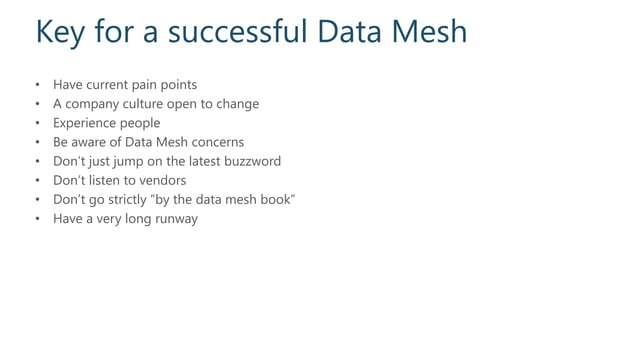 Key for a successful Data Mesh
• Have current pain points
• A company culture open to change
• Experience people
• Be aware of Data Mesh concerns
• Don’t just jump on the latest buzzword
• Don’t listen to vendors
• Don’t go strictly “by the data mesh book”
• Have a very long runway